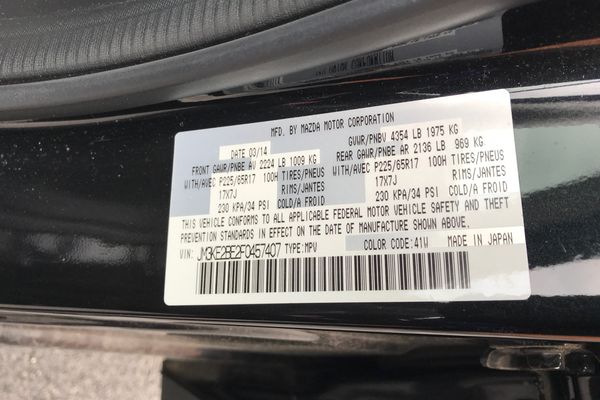 MFD. BY MAZDA MOTOR CORPORATION
DATE 03/14 GVWR/PNBV 4354 LB 1975 KG
FRONT GAWR/PNBE AV 2224 LB 1009 KG REAR GAWR/PNBE AR 2136 LB 969 KG
WITH/AVEC P225/65R17 100H TIRES/PNEUS WITH/AVEC P225/65R17 100H TIRES/PNEUS
17X7J RIMS/JANTES 17X7J RIMS/JANTES
230 KPA/34 PSI COLD/A FROID 230 KPA/34 PSI COLD/A FROID
THIS VEHICLE CONFORMS TO ALL APPLICABLE FEDERAL MOTOR VEHICLE SAFETY AND THEFT
PREVENTION STANDARDS IN EFFECT ON THE DATE OF MANUFACTURE SHOWN ABOVE.
VIN: JM3KE2BE2F0457407 TYPE:MPV COLOR CODE:41W MADE IN JAPAN